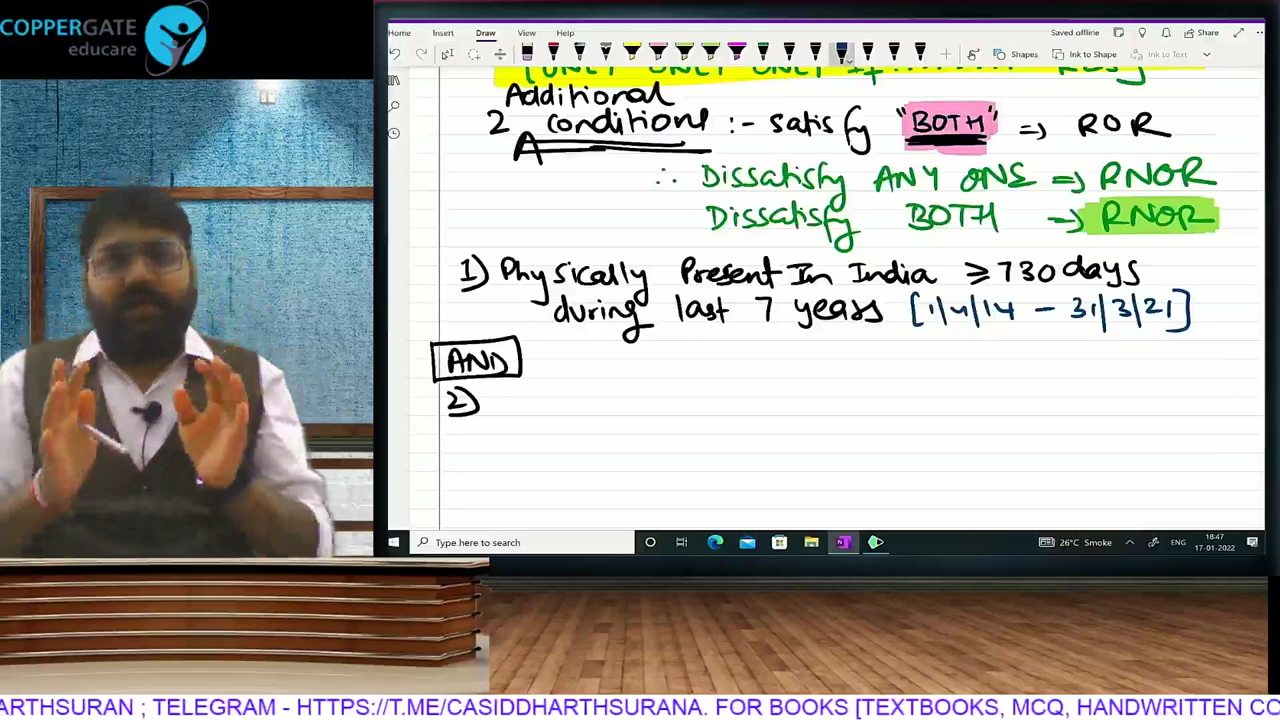 COPPERGATE
educare
Home Insert Draw View Help
Saved offline
Share
Shapes
Ink to Shape
Ink to Text
Additional
2 conditions :- satisfy "BOTH" => ROR
∴ Dissatisfy ANY ONE => RNOR
Dissatisfy BOTH => RNOR
1) Physically Present In India ≥ 730 days
during last 7 years [1/4/14 - 31/3/21]
AND
2)
Type here to search
26°C Smoke
ENG
18:47
17-01-2022
ARTHSURAN ; TELEGRAM - HTTPS://T.ME/CASIDDHARTHSURANA. FOR BOOKS [TEXTBOOKS, MCQ, HANDWRITTEN CO